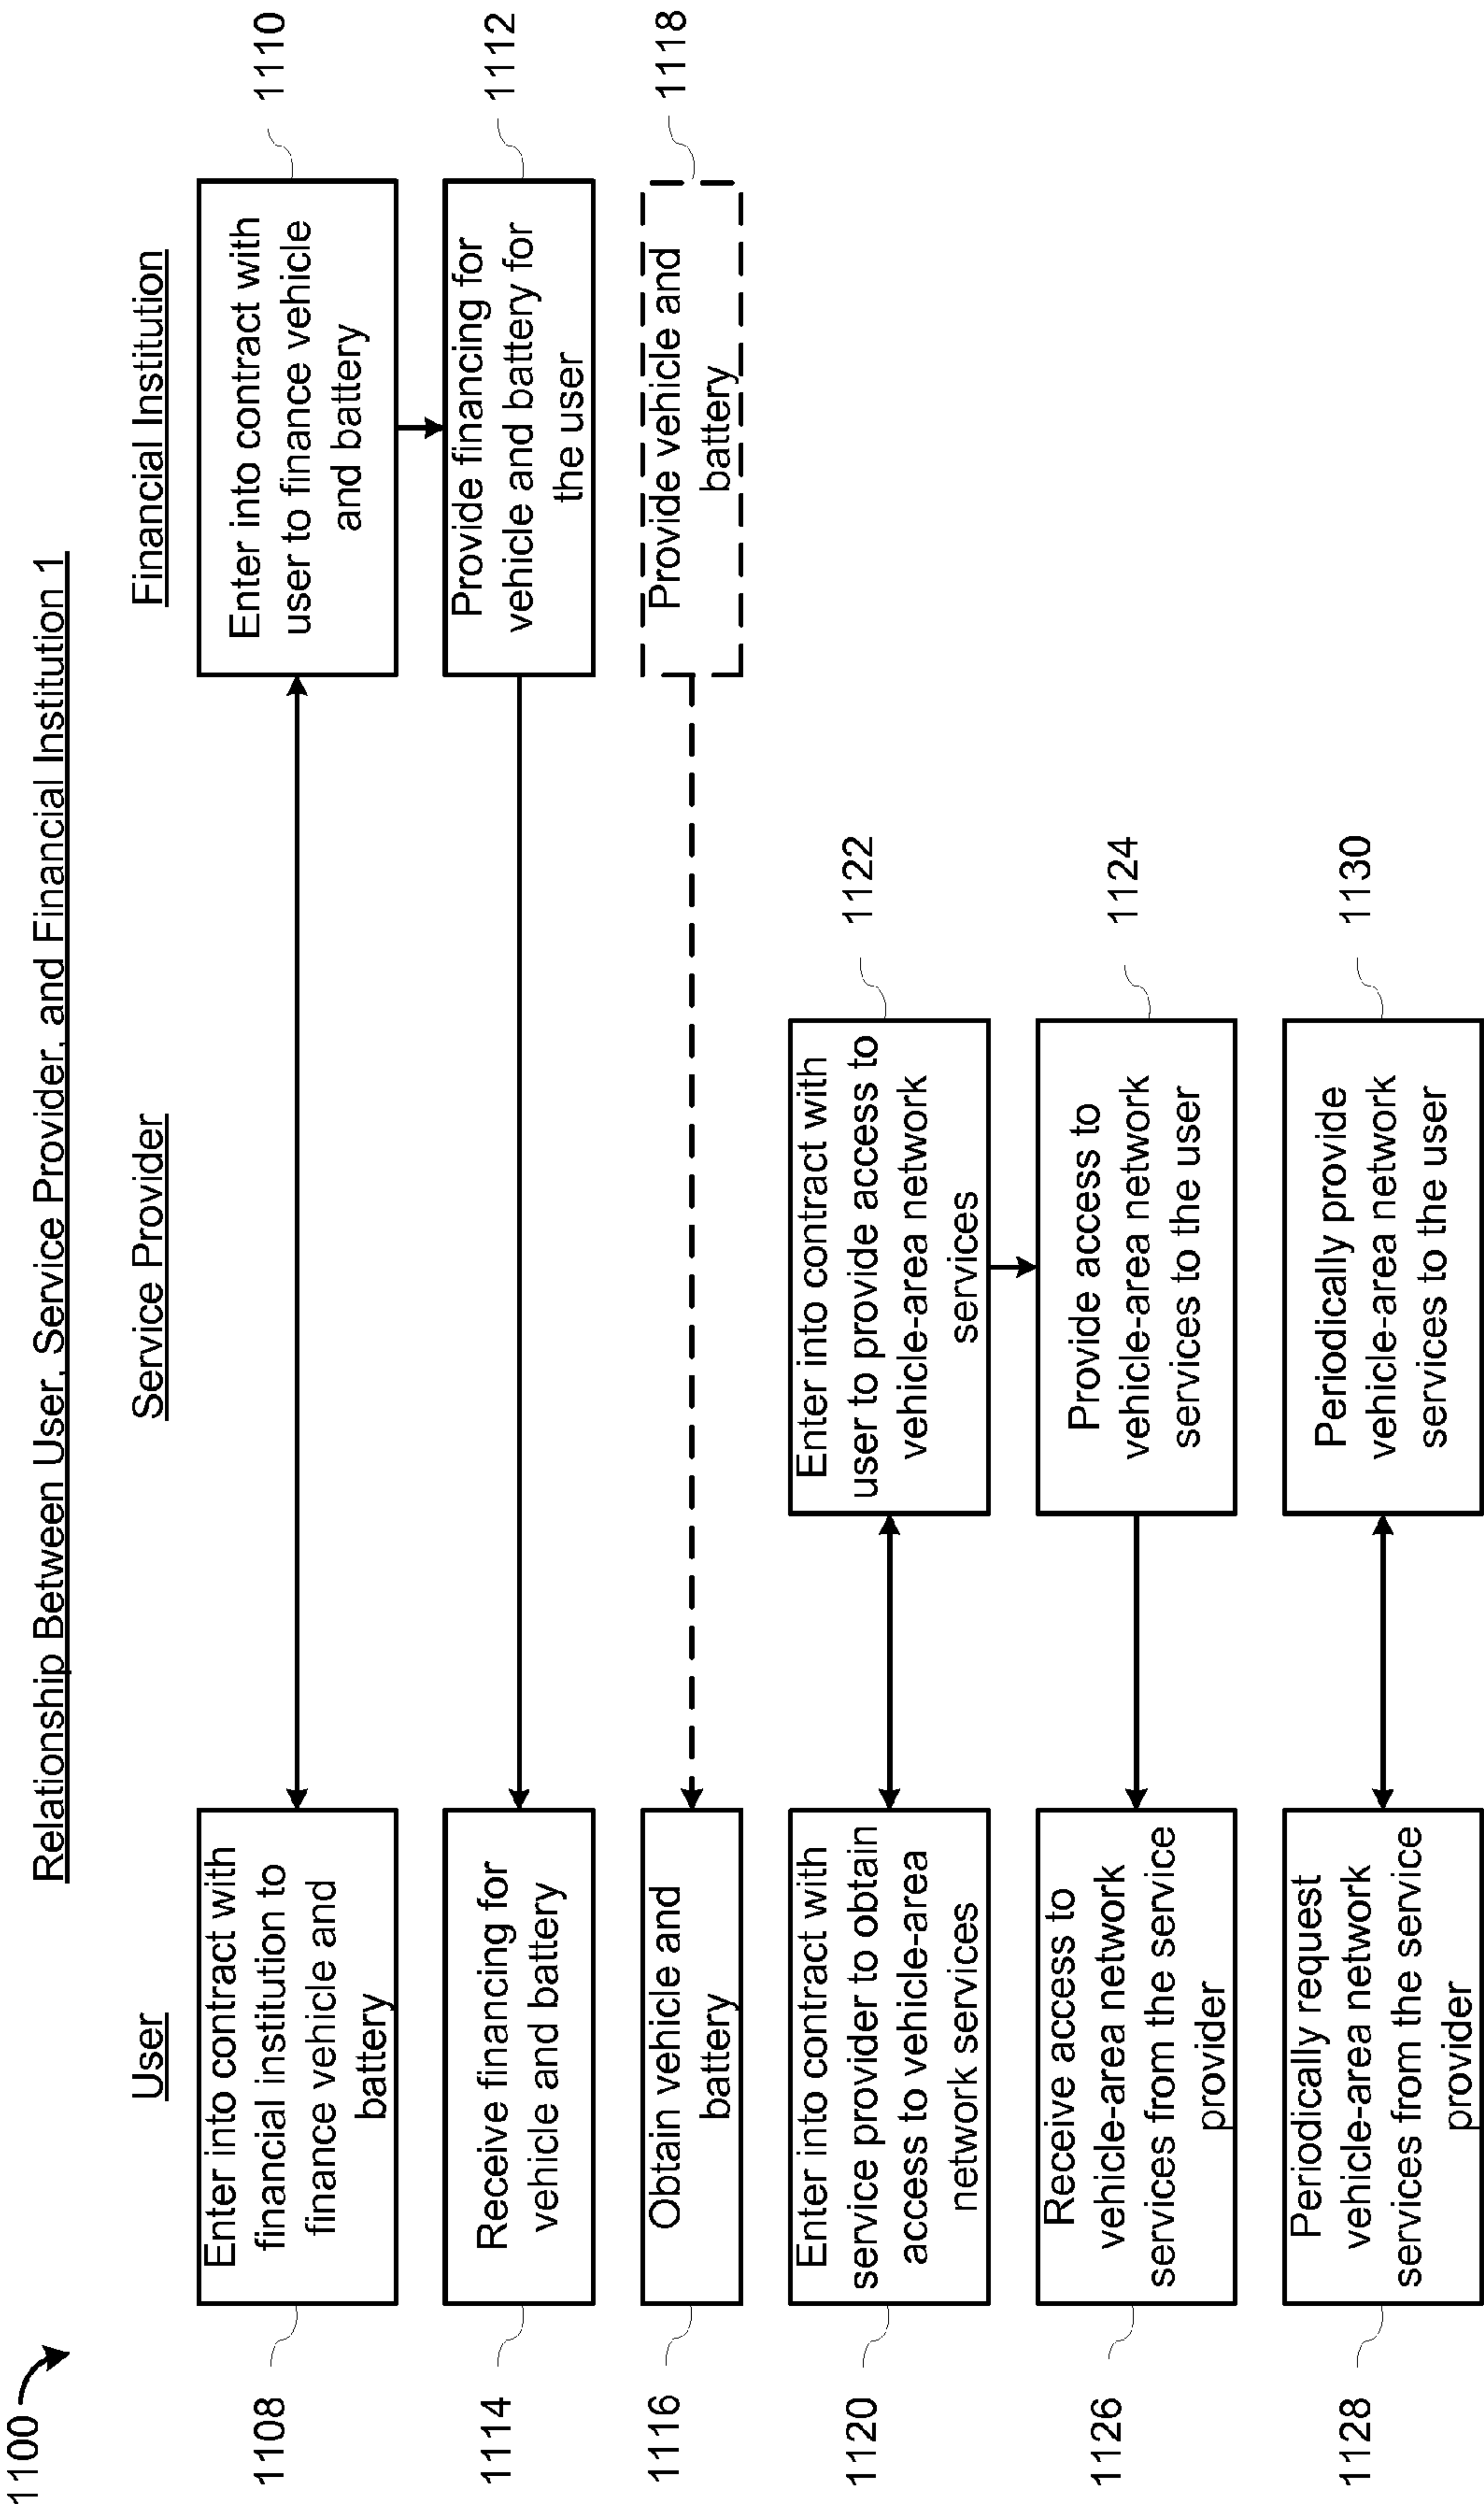 1100
Relationship Between User, Service Provider, and Financial Institution 1
User
Service Provider
Financial Institution
1108
Enter into contract with
financial institution to
finance vehicle and
battery
Enter into contract with
user to finance vehicle
and battery
1110
1114
Receive financing for
vehicle and battery
Provide financing for
vehicle and battery for
the user
1112
1116
Obtain vehicle and
battery
Provide vehicle and
battery
1118
1120
Enter into contract with
service provider to obtain
access to vehicle-area
network services
Enter into contract with
user to provide access to
vehicle-area network
services
1122
1126
Receive access to
vehicle-area network
services from the service
provider
Provide access to
vehicle-area network
services to the user
1124
1128
Periodically request
vehicle-area network
services from the service
provider
Periodically provide
vehicle-area network
services to the user
1130